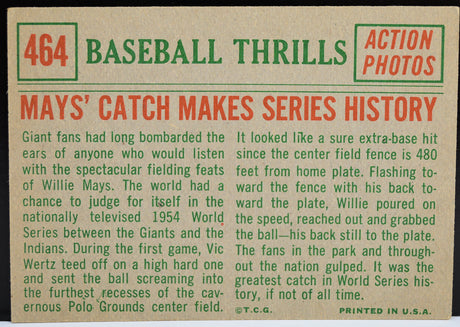 464
BASEBALL THRILLS
ACTION
PHOTOS
MAYS' CATCH MAKES SERIES HISTORY
Giant fans had long bombarded the
ears of anyone who would listen
with the spectacular fielding feats
of Willie Mays. The world had a
chance to judge for itself in the
nationally televised 1954 World
Series between the Giants and the
Indians. During the first game, Vic
Wertz teed off on a high hard one
and sent the ball screaming into
the furthest recesses of the cav-
ernous Polo Grounds center field.
It looked like a sure extra-base hit
since the center field fence is 480
feet from home plate. Flashing to-
ward the fence with his back to-
ward the plate, Willie poured on
the speed, reached out and grabbed
the ball—his back still to the plate.
The fans in the park and through-
out the nation gulped. It was the
greatest catch in World Series his-
tory, if not of all time.
©T.C.G. PRINTED IN U.S.A.